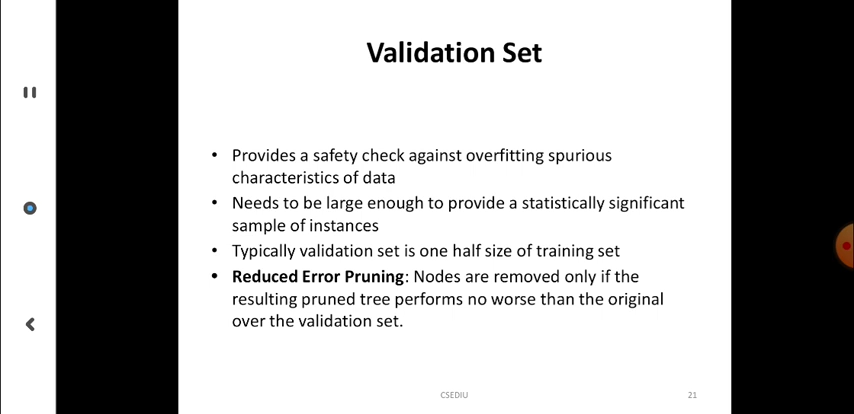 Validation Set
• Provides a safety check against overfitting spurious
characteristics of data
• Needs to be large enough to provide a statistically significant
sample of instances
• Typically validation set is one half size of training set
• Reduced Error Pruning: Nodes are removed only if the
resulting pruned tree performs no worse than the original
over the validation set.
CSEDIU
21